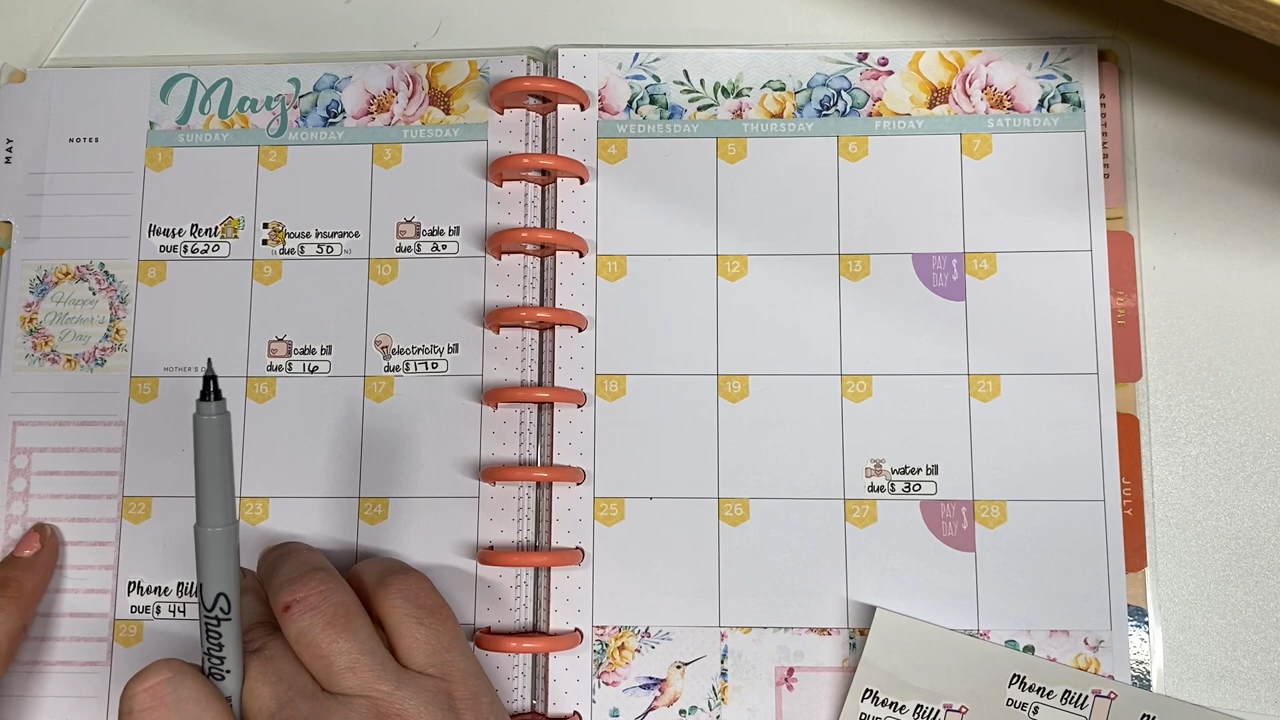 May
MAY
NOTES
SUNDAY MONDAY TUESDAY
WEDNESDAY THURSDAY FRIDAY SATURDAY
1 2 3 4 5 6 7
House Rent
DUE $620
house insurance
due $ 50
cable bill
due $ 20
Happy
Mother's
Day
8 9 10 11 12 13 14
PAY
DAY $
MOTHER'S
cable bill
due $ 16
electricity bill
due $170
15 16 17 18 19 20 21
water bill
due $ 30
22 23 24 25 26 27 28
PAY
DAY $
Phone Bill
DUE $ 44
29
Sharpie
Phone Bill
Phone Bill
DUE $
SEPTEMBER
JULY